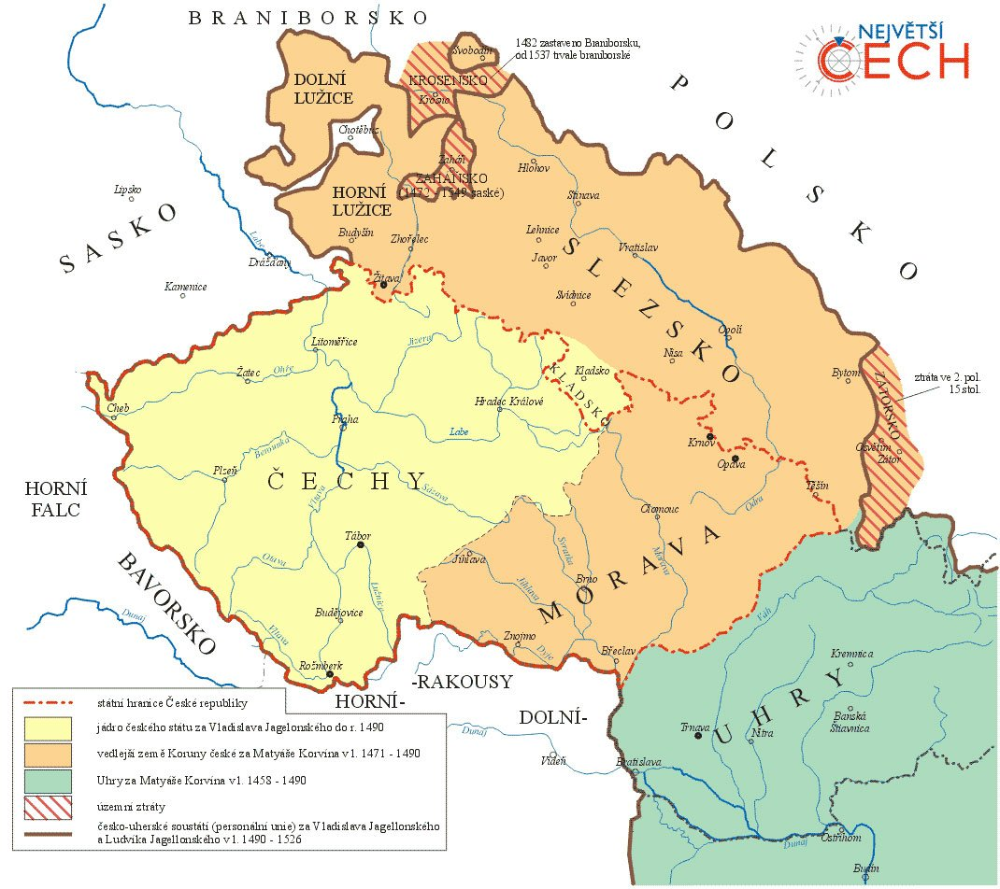 BRANIBORSKO
NEJVĚTŠÍ
ČECH
1482 zastaveno Braniborsku,
od 1537 trvale braniborské
Svobodín
DOLNÍ
LUŽICE
KROSENSKO
Krosno
POLSKO
Chotěbuz
Zaháň
ZAHÁŇSKO
(1472 - 1549 saské)
Hlohov
Lipsko
HORNÍ
LUŽICE
Stinava
SASKO
Budyšín
Zhořelec
Lehnice
Javor
Vratislav
Labe
Drážďany
SLEZSKO
Kamenice
Žitava
Svídnice
Opolí
Nisa
Litoměřice
Jizera
Žatec
Ohře
Kladsko
KLADSKO
Bytom
ZÁTORSKO
ztráta ve 2. pol.
15 stol.
Cheb
Hradec Králové
Praha
Labe
Krnov
Opava
Osvětim
Zátor
Berounka
Plzeň
ČECHY
Vltava
Sázava
Těšín
HORNÍ
FALC
Odra
Olomouc
Tábor
Svratka
Morava
Otava
Lužnice
Jihlava
Jihlava
Brno
MORAVA
BAVORSKO
Dunaj
Budějovice
Váh
Vltava
Znojmo
Dyje
Břeclav
Rožmberk
Kremnica
-RAKOUSY
HORNÍ-
DOLNÍ-
UHRY
Banská
Štiavnica
Trnava
Nitra
Dunaj
Vídeň
Bratislava
Dunaj
Ostřihom
Budín
státní hranice České republiky
jádro českého státu za Vladislava Jagelonského do r. 1490
vedlejší země Koruny české za Matyáše Korvína v l. 1471 - 1490
Uhry za Matyáše Korvína v l. 1458 - 1490
územní ztráty
česko-uherské soustátí (personální unie) za Vladislava Jagellonského
a Ludvíka Jagellonského v l. 1490 - 1526